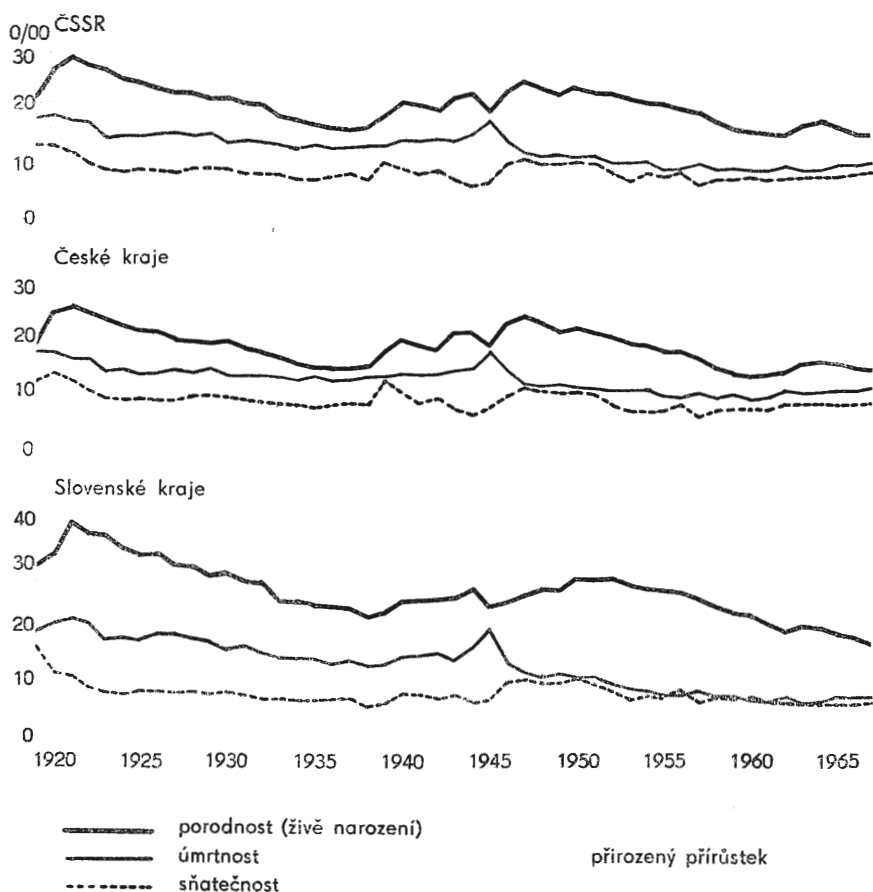 0/00 ČSSR
30
20
10
0
České kraje
30
20
10
0
Slovenské kraje
40
30
20
10
0
1920 1925 1930 1935 1940 1945 1950 1955 1960 1965
porodnost (živě narození)
úmrtnost
sňatečnost
přirozený přírůstek